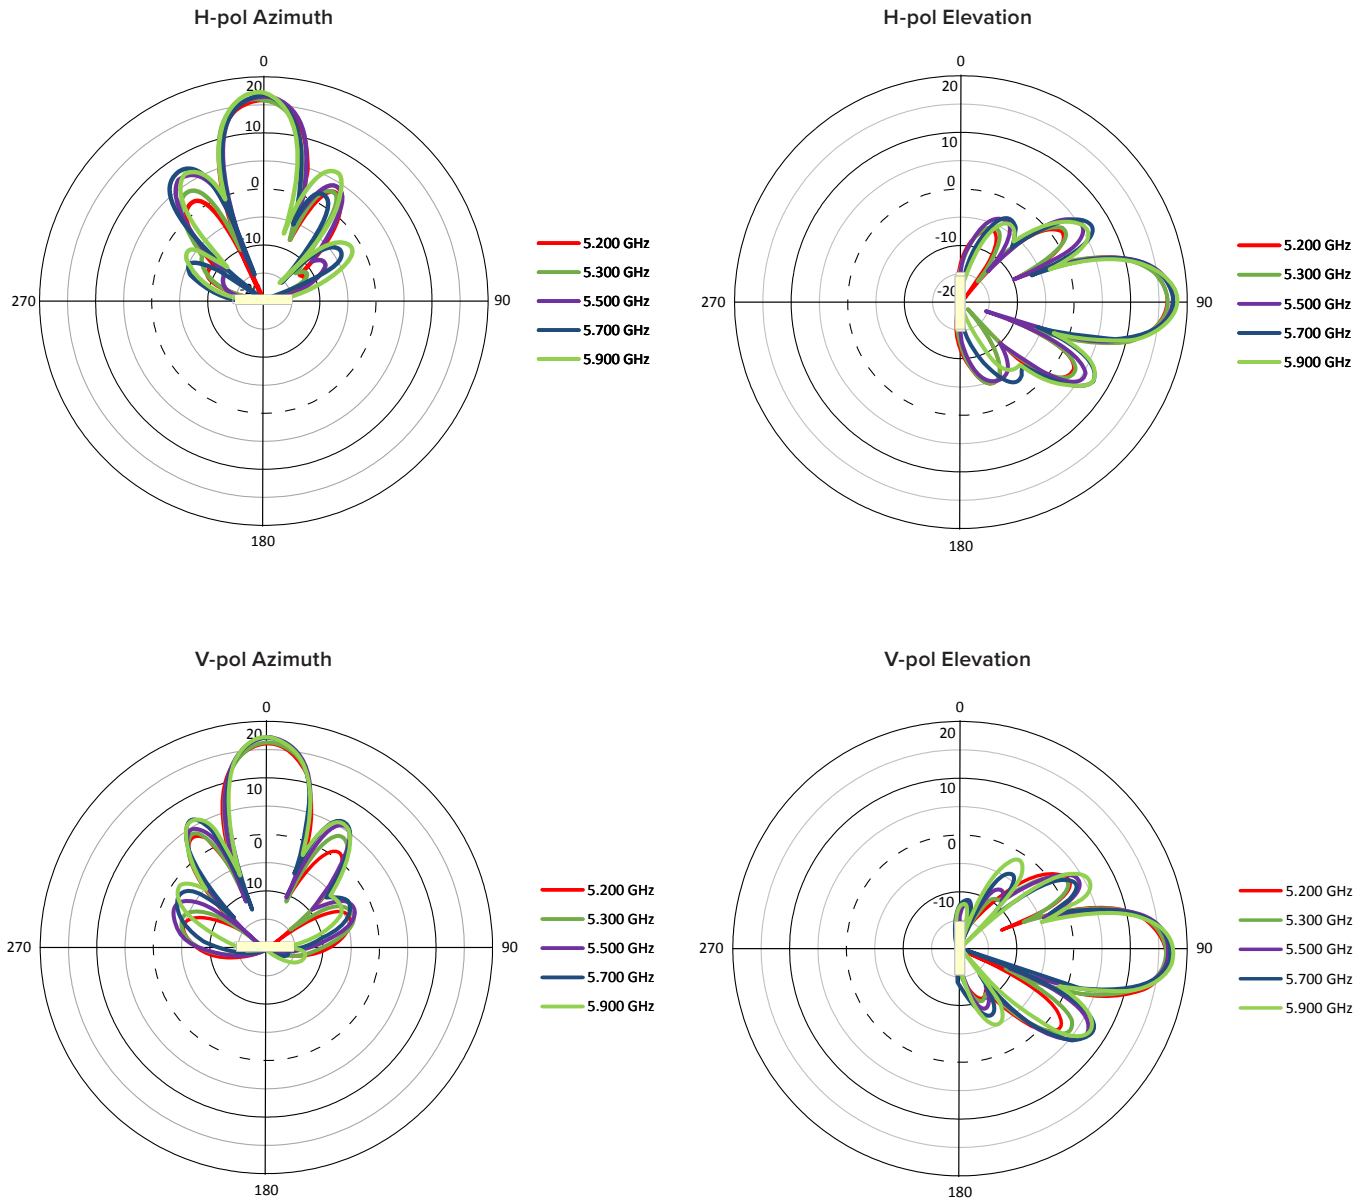 H-pol Azimuth
0
20
10
0
-10
270
90
180
5.200 GHz
5.300 GHz
5.500 GHz
5.700 GHz
5.900 GHz
H-pol Elevation
0
20
10
0
-10
-20
270
90
180
5.200 GHz
5.300 GHz
5.500 GHz
5.700 GHz
5.900 GHz
V-pol Azimuth
0
20
10
0
10
270
90
180
5.200 GHz
5.300 GHz
5.500 GHz
5.700 GHz
5.900 GHz
V-pol Elevation
0
20
10
0
-10
270
90
180
5.200 GHz
5.300 GHz
5.500 GHz
5.700 GHz
5.900 GHz